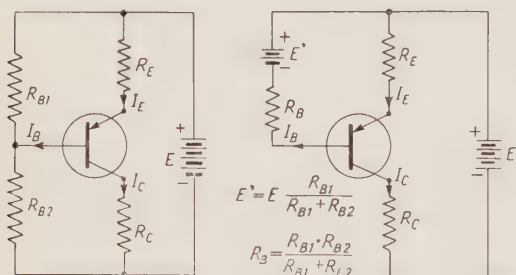 R_B1
R_B2
I_B
R_E
I_E
I_C
R_C
+
E
−
+
E'
−
R_B
I_B
R_E
I_E
I_C
R_C
+
E
−
E' = E R_B1 / (R_B1 + R_B2)
R_B = (R_B1 · R_B2) / (R_B1 + R_B2)